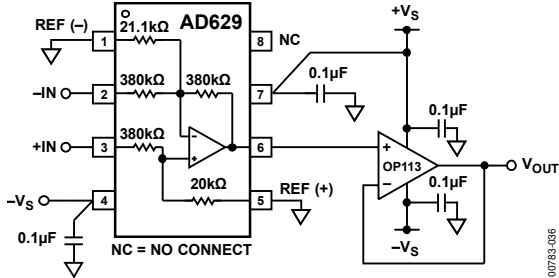 AD629
REF (–)
21.1kΩ
1
8
NC
–IN
380kΩ
380kΩ
2
7
0.1µF
+IN
380kΩ
3
6
–VS
4
20kΩ
5
REF (+)
0.1µF
NC = NO CONNECT
+VS
0.1µF
+
OP113
–
VOUT
0.1µF
–VS
–
+
00783-036